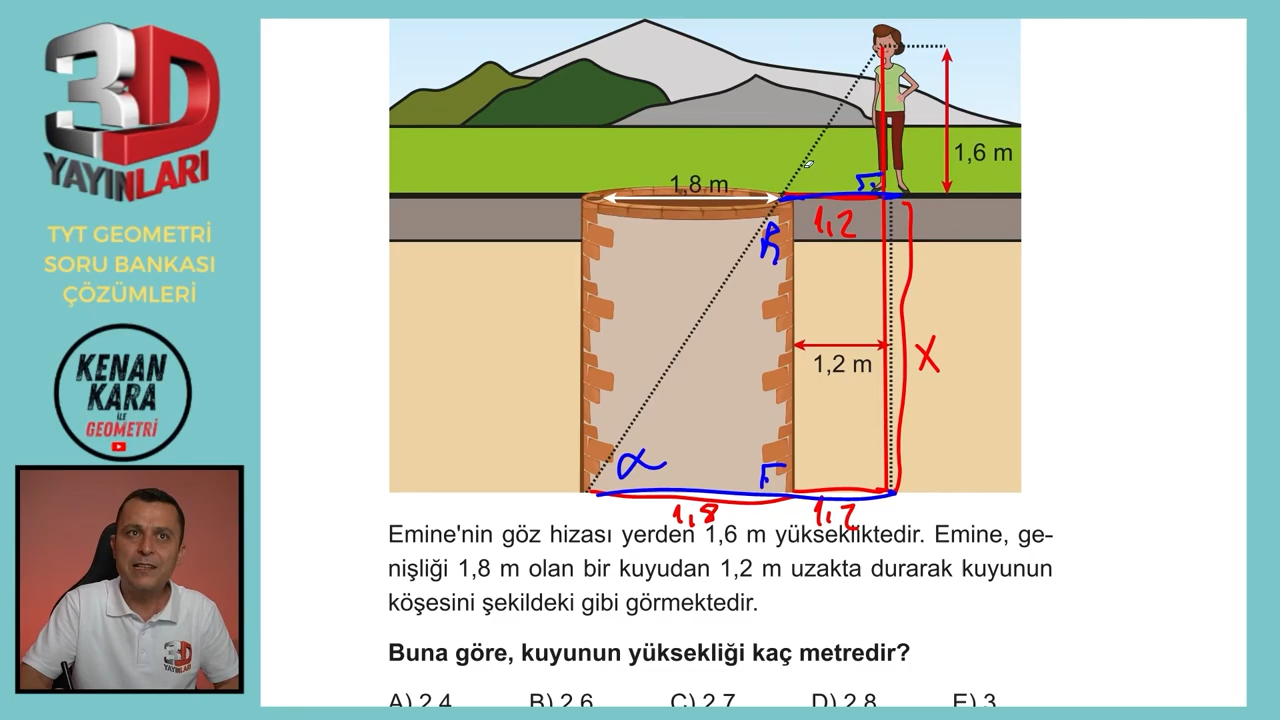 3D
YAYINLARI
TYT GEOMETRİ
SORU BANKASI
ÇÖZÜMLERİ
KENAN
KARA
İLE
GEOMETRİ
3D
YAYINLARI
1,6 m
1,8 m
1,2
1,2 m
X
α
1,8
1,2
Emine'nin göz hizası yerden 1,6 m yüksekliktedir. Emine, ge-
nişliği 1,8 m olan bir kuyudan 1,2 m uzakta durarak kuyunun
köşesini şekildeki gibi görmektedir.
Buna göre, kuyunun yüksekliği kaç metredir?
A) 2,4 B) 2,6 C) 2,7 D) 2,8 E) 3